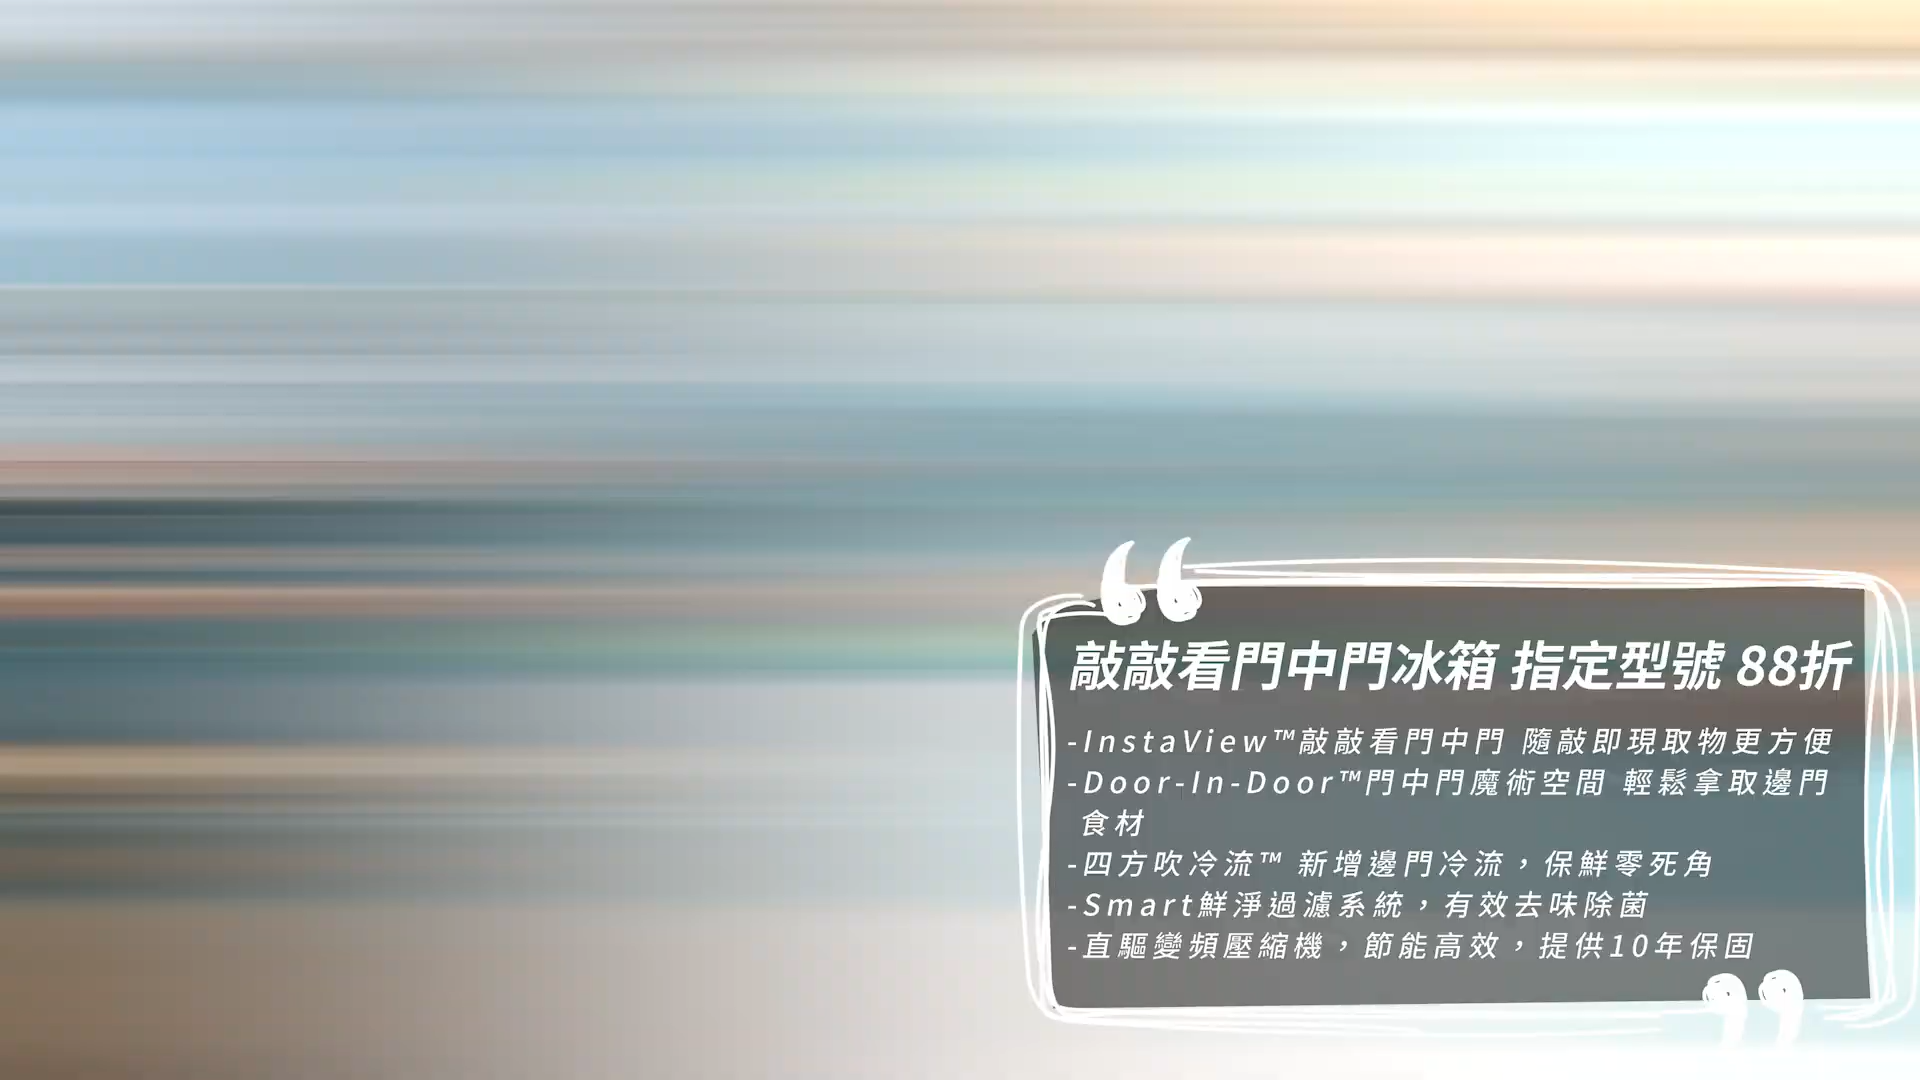 敲敲看門中門冰箱 指定型號 88折
-InstaView™敲敲看門中門 隨敲即現取物更方便
-Door-In-Door™門中門魔術空間 輕鬆拿取邊門
食材
-四方吹冷流™ 新增邊門冷流，保鮮零死角
-Smart鮮淨過濾系統，有效去味除菌
-直驅變頻壓縮機，節能高效，提供10年保固